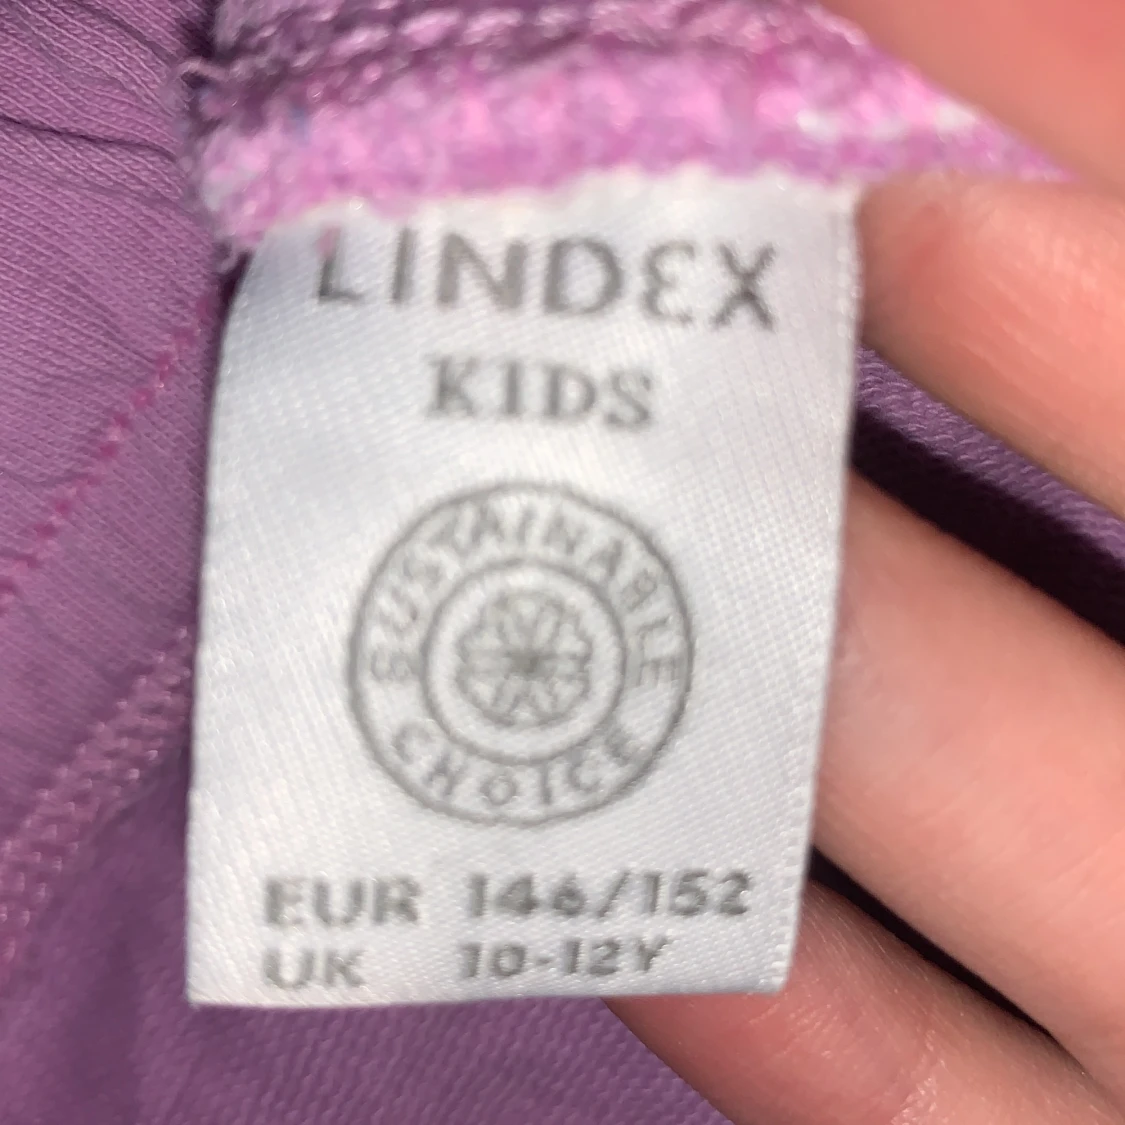 LINDEX
KIDS
SUSTAINABLE
CHOICE
EUR 146/152
UK 10-12Y